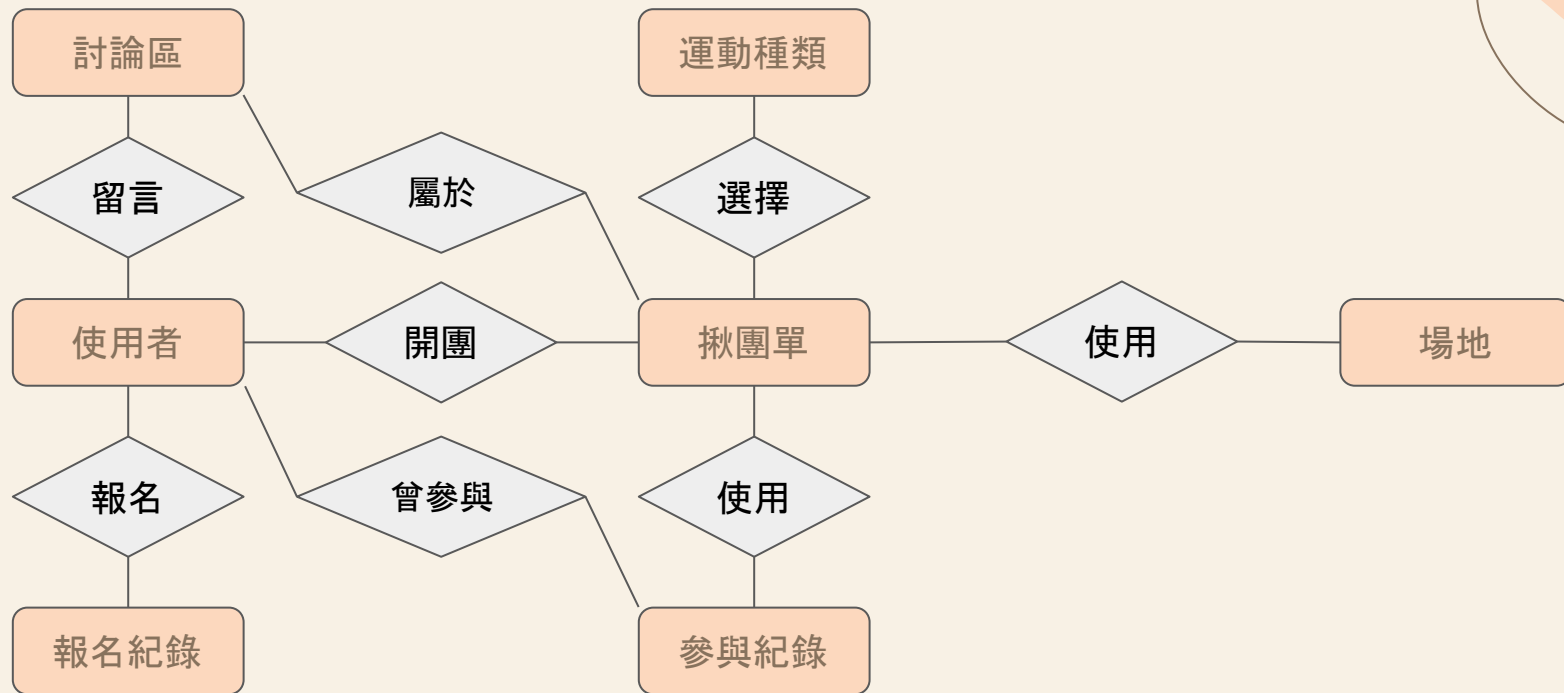 討論區
運動種類
留言
屬於
選擇
使用者
開團
揪團單
使用
場地
報名
曾參與
使用
報名紀錄
參與紀錄